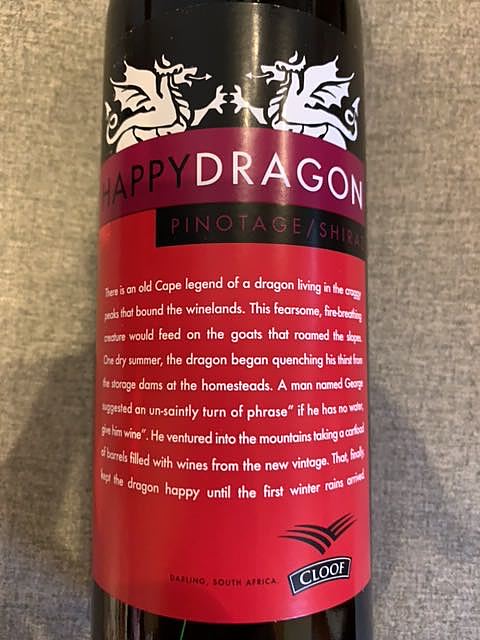 HAPPYDRAGON
PINOTAGE/SHIRAZ
There is an old Cape legend of a dragon living in the craggy
peaks that bound the winelands. This fearsome, fire-breathing
creature would feed on the goats that roamed the slopes.
One dry summer, the dragon began quenching his thirst from
the storage dams at the homesteads. A man named George
suggested an un-saintly turn of phrase" if he has no water,
give him wine". He ventured into the mountains taking a cartload
of barrels filled with wines from the new vintage. That, finally,
kept the dragon happy until the first winter rains arrived.
DARLING, SOUTH AFRICA.
CLOOF